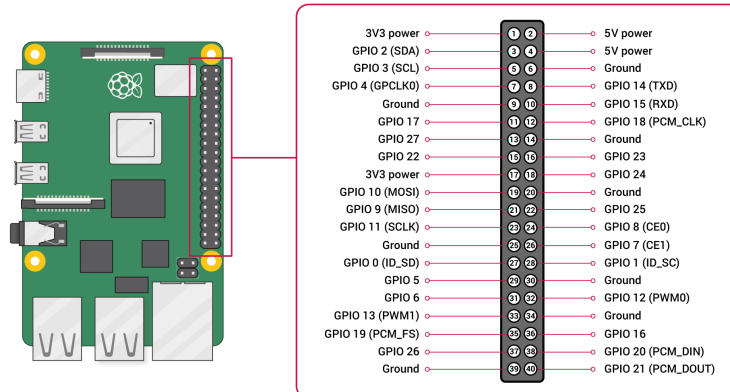 3V3 power 1 2 5V power
GPIO 2 (SDA) 3 4 5V power
GPIO 3 (SCL) 5 6 Ground
GPIO 4 (GPCLK0) 7 8 GPIO 14 (TXD)
Ground 9 10 GPIO 15 (RXD)
GPIO 17 11 12 GPIO 18 (PCM_CLK)
GPIO 27 13 14 Ground
GPIO 22 15 16 GPIO 23
3V3 power 17 18 GPIO 24
GPIO 10 (MOSI) 19 20 Ground
GPIO 9 (MISO) 21 22 GPIO 25
GPIO 11 (SCLK) 23 24 GPIO 8 (CE0)
Ground 25 26 GPIO 7 (CE1)
GPIO 0 (ID_SD) 27 28 GPIO 1 (ID_SC)
GPIO 5 29 30 Ground
GPIO 6 31 32 GPIO 12 (PWM0)
GPIO 13 (PWM1) 33 34 Ground
GPIO 19 (PCM_FS) 35 36 GPIO 16
GPIO 26 37 38 GPIO 20 (PCM_DIN)
Ground 39 40 GPIO 21 (PCM_DOUT)